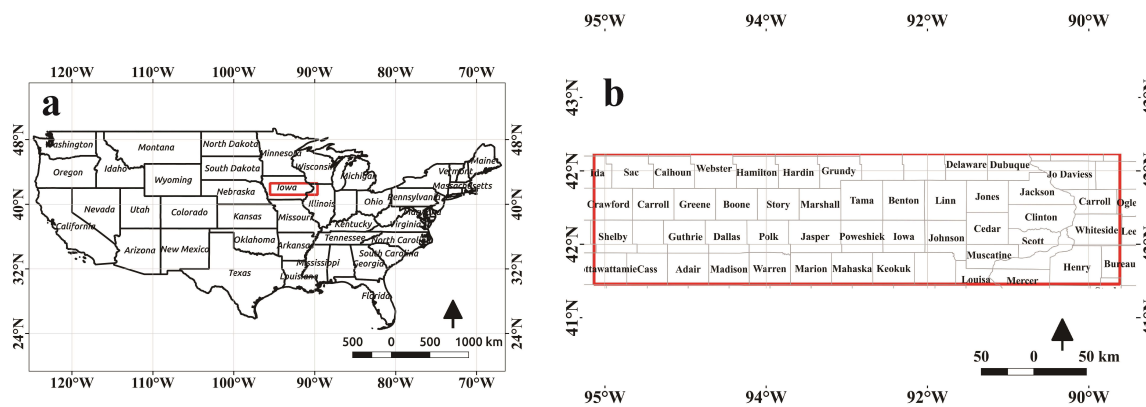 120°W 110°W 100°W 90°W 80°W 70°W
a
48°N 40°N 32°N 24°N
Washington Montana North Dakota Minnesota Maine
Oregon Idaho South Dakota Wisconsin Michigan Vermont
Wyoming Iowa Massachusetts
Nebraska Illinois Ohio Pennsylvania
Nevada Utah Colorado Kansas Missouri Virginia
California Kentucky
Arizona New Mexico Oklahoma Arkansas Tennessee North Carolina
Mississippi South Carolina
Texas Louisiana Georgia
Florida
48°N 40°N 32°N 24°N
500 0 500 1000 km
120°W 110°W 100°W 90°W 80°W 70°W
95°W 94°W 92°W 90°W
b
43°N 42°N 42°N 41°N
Delaware Dubuque
Ida Sac Calhoun Webster Hamilton Hardin Grundy Jo Daviess
Crawford Carroll Greene Boone Story Marshall Tama Benton Linn Jones Jackson Carroll Ogle
Clinton
Shelby Guthrie Dallas Polk Jasper Poweshiek Iowa Johnson Cedar Scott Whiteside Lee
Muscatine
ttawattamie Cass Adair Madison Warren Marion Mahaska Keokuk Louisa Mercer Henry Bureau
50 0 50 km
95°W 94°W 92°W 90°W